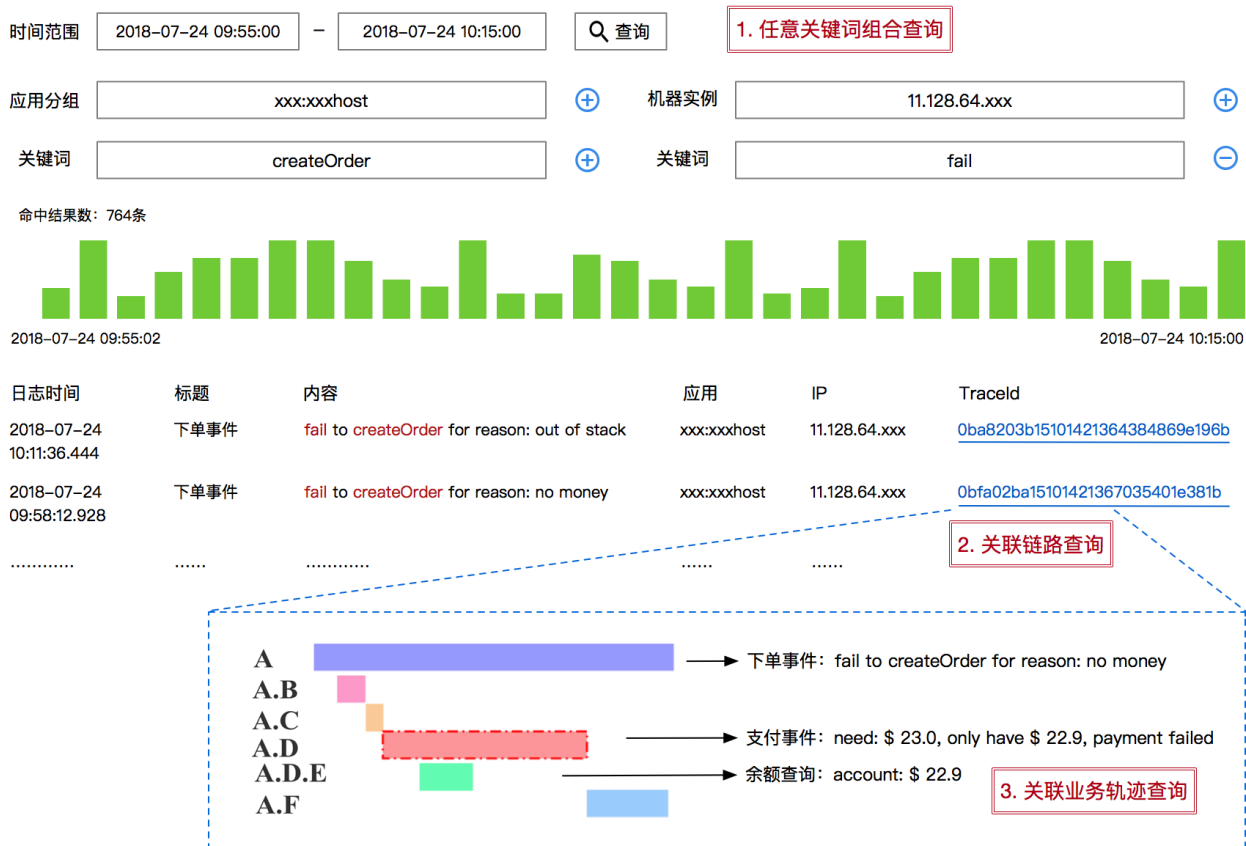 时间范围 2018-07-24 09:55:00 - 2018-07-24 10:15:00 查询 1. 任意关键词组合查询
应用分组 xxx:xxxhost 机器实例 11.128.64.xxx
关键词 createOrder 关键词 fail
命中结果数：764条
2018-07-24 09:55:02 2018-07-24 10:15:00
日志时间 标题 内容 应用 IP TraceId
2018-07-24 下单事件 fail to createOrder for reason: out of stack xxx:xxxhost 11.128.64.xxx 0ba8203b15101421364384869e196b
10:11:36.444
2018-07-24 下单事件 fail to createOrder for reason: no money xxx:xxxhost 11.128.64.xxx 0bfa02ba15101421367035401e381b
09:58:12.928
2. 关联链路查询
............ ...... ............ ...... ......
A 下单事件：fail to createOrder for reason: no money
A.B
A.C
A.D 支付事件：need: $ 23.0, only have $ 22.9, payment failed
A.D.E 余额查询：account: $ 22.9
3. 关联业务轨迹查询
A.F